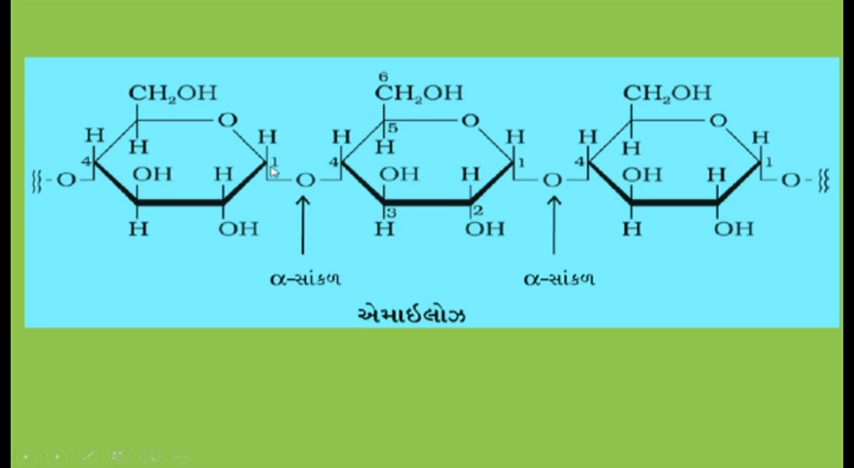 6
CH₂OH CH₂OH CH₂OH
O 5 O O
H H H H H H
H H H
4 1 4 1 4 1
OH H OH H OH H
O O O O
3 2
H OH H OH H OH
α-સાંકળ α-સાંકળ
એમાઈલોઝ